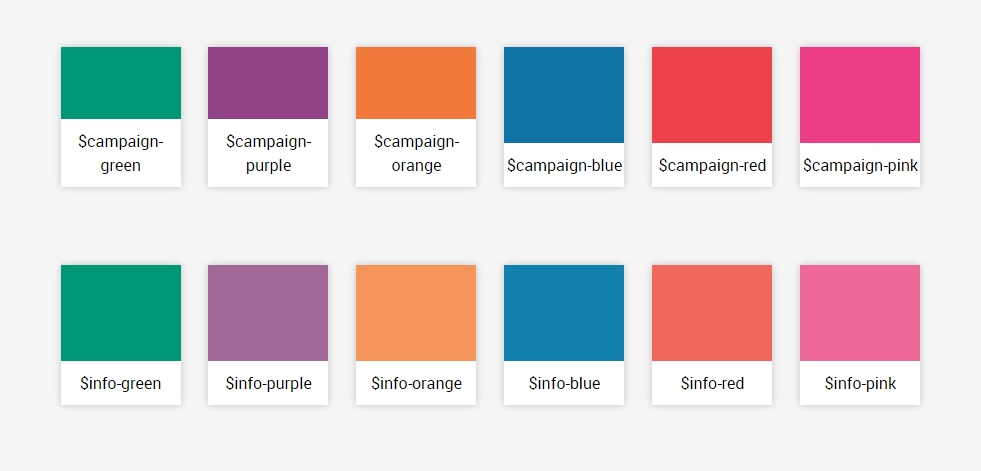 $campaign-
green
$campaign-
purple
$campaign-
orange
$campaign-blue
$campaign-red
$campaign-pink
$info-green
$info-purple
$info-orange
$info-blue
$info-red
$info-pink